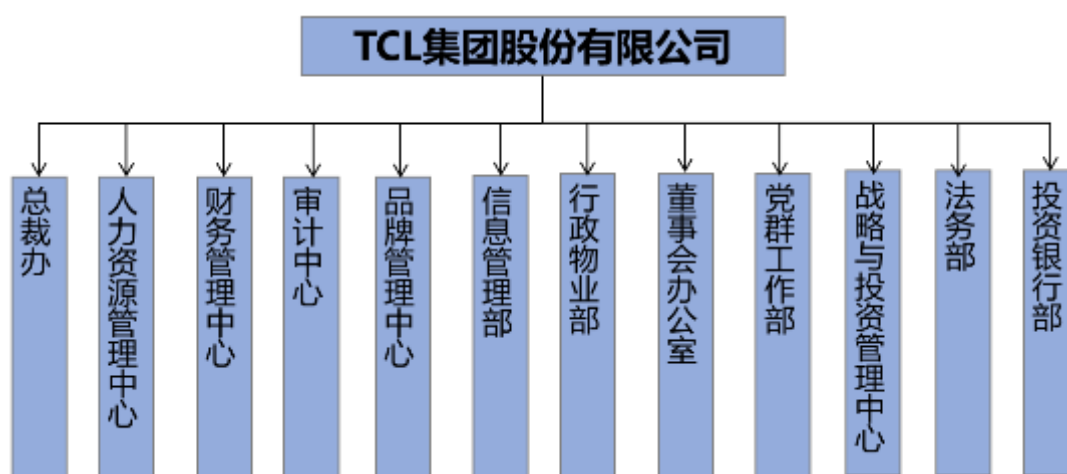 TCL集团股份有限公司
总裁办
人力资源管理中心
财务管理中心
审计中心
品牌管理中心
信息管理部
行政物业部
董事会办公室
党群工作部
战略与投资管理中心
法务部
投资银行部